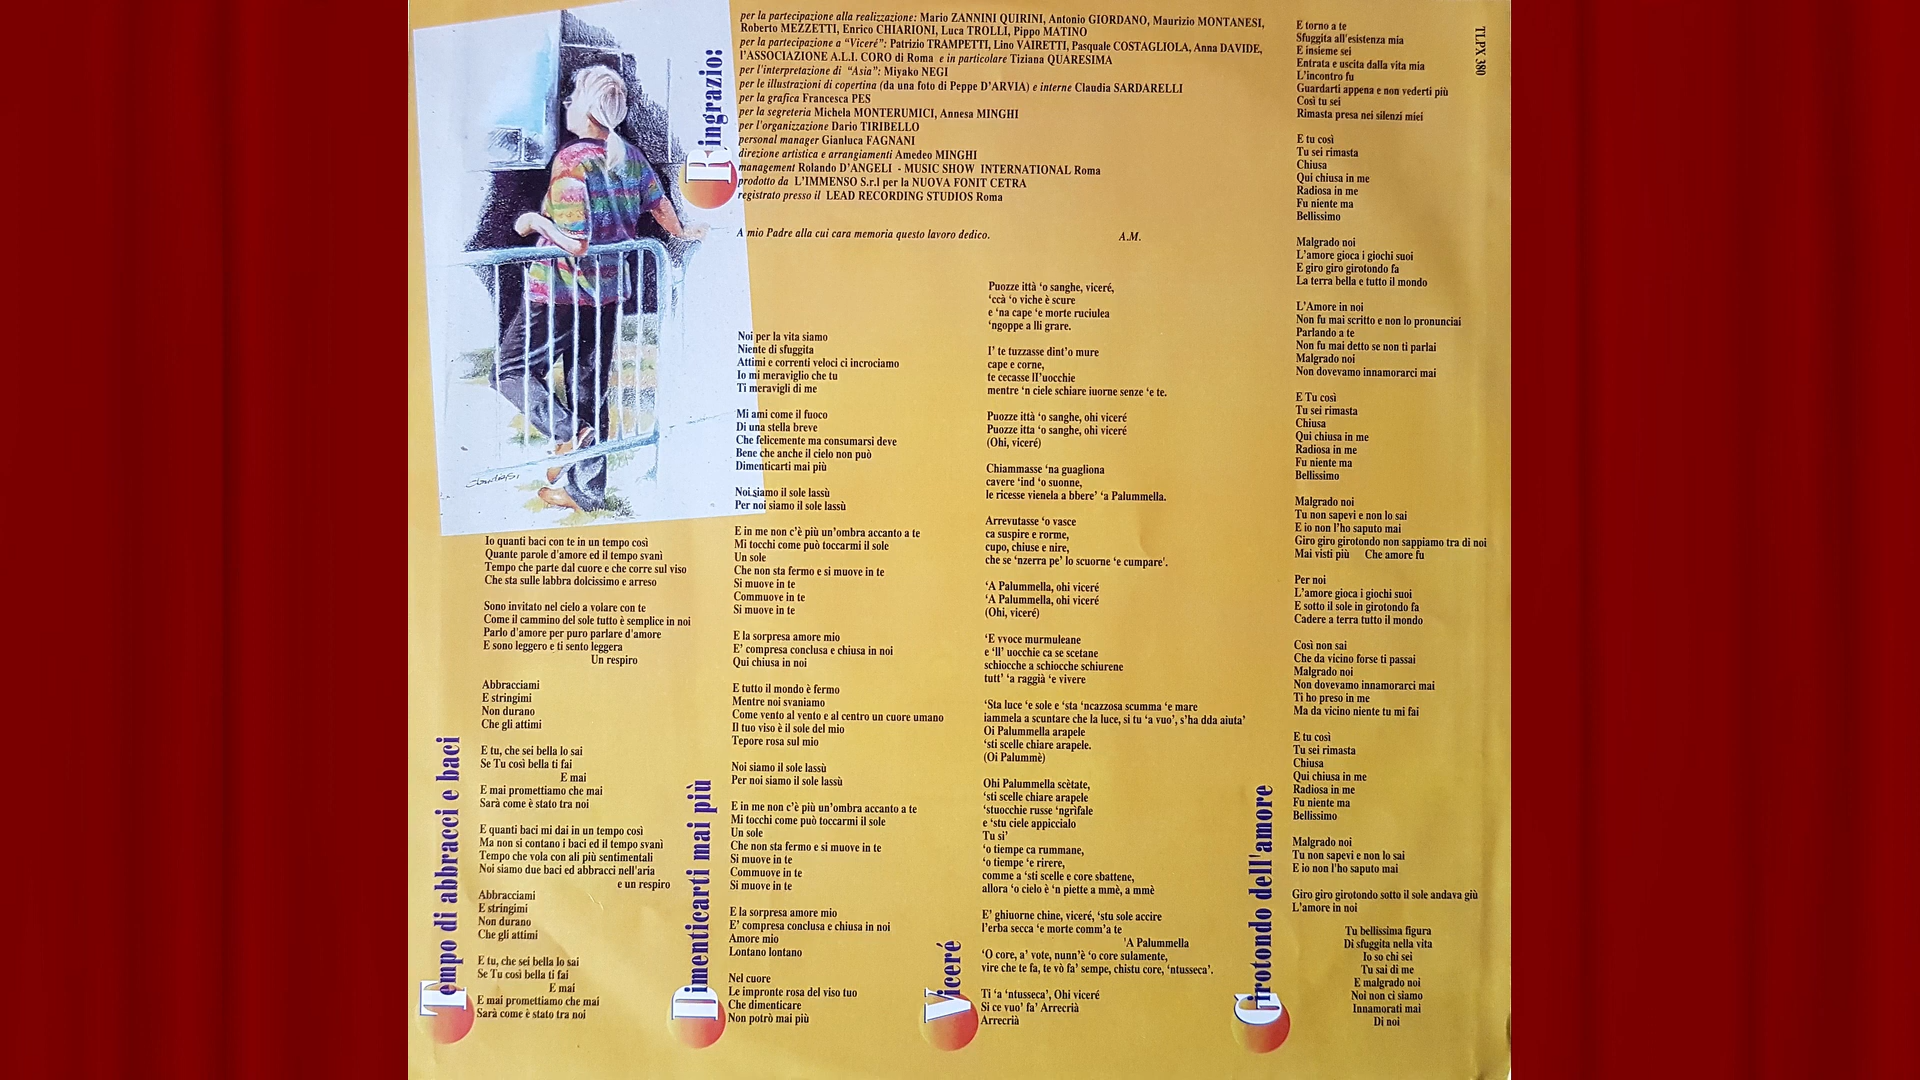 Ringrazio:
per la partecipazione alla realizzazione: Mario ZANNINI QUIRINI, Antonio GIORDANO, Maurizio MONTANESI,
Roberto MEZZETTI, Enrico CHIARIONI, Luca TROLLI, Pippo MATINO
per la partecipazione a “Viceré”: Patrizio TRAMPETTI, Lino VAIRETTI, Pasquale COSTAGLIOLA, Anna DAVIDE,
l'ASSOCIAZIONE A.L.I. CORO di Roma e in particolare Tiziana QUARESIMA
per l'interpretazione di “Asia”: Miyako NEGI
per le illustrazioni di copertina (da una foto di Peppe D'ARVIA) e interne Claudia SARDARELLI
per la grafica Francesca PES
per la segreteria Michela MONTERUMICI, Annesa MINGHI
per l'organizzazione Dario TIRIBELLO
personal manager Gianluca FAGNANI
direzione artistica e arrangiamenti Amedeo MINGHI
management Rolando D'ANGELI - MUSIC SHOW INTERNATIONAL Roma
prodotto da L'IMMENSO S.r.l per la NUOVA FONIT CETRA
registrato presso il LEAD RECORDING STUDIOS Roma
A mio Padre alla cui cara memoria questo lavoro dedico. A.M.
TLPX 380
Tempo di abbracci e baci
Io quanti baci con te in un tempo così
Quante parole d'amore ed il tempo svanì
Tempo che parte dal cuore e che corre sul viso
Che sta sulle labbra dolcissimo e arreso
Sono invitato nel cielo a volare con te
Come il cammino del sole tutto è semplice in noi
Parlo d'amore per puro parlare d'amore
E sono leggero e ti sento leggera
Un respiro
Abbracciami
E stringimi
Non durano
Che gli attimi
E tu, che sei bella lo sai
Se Tu così bella ti fai
E mai
E mai promettiamo che mai
Sarà come è stato tra noi
E quanti baci mi dai in un tempo così
Ma non si contano i baci ed il tempo svanì
Tempo che vola con ali più sentimentali
Noi siamo due baci ed abbracci nell'aria
e un respiro
Abbracciami
E stringimi
Non durano
Che gli attimi
E tu, che sei bella lo sai
Se Tu così bella ti fai
E mai
E mai promettiamo che mai
Sarà come è stato tra noi
Dimenticarti mai più
Noi per la vita siamo
Niente di sfuggita
Attimi e correnti veloci ci incrociamo
Io mi meraviglio che tu
Ti meravigli di me
Mi ami come il fuoco
Di una stella breve
Che felicemente ma consumarsi deve
Bene che anche il cielo non può
Dimenticarti mai più
Noi siamo il sole lassù
Per noi siamo il sole lassù
E in me non c'è più un'ombra accanto a te
Mi tocchi come può toccarmi il sole
Un sole
Che non sta fermo e si muove in te
Si muove in te
Commuove in te
Si muove in te
E la sorpresa amore mio
E' compresa conclusa e chiusa in noi
Qui chiusa in noi
E tutto il mondo è fermo
Mentre noi svaniamo
Come vento al vento e al centro un cuore umano
Il tuo viso è il sole del mio
Tepore rosa sul mio
Noi siamo il sole lassù
Per noi siamo il sole lassù
E in me non c'è più un'ombra accanto a te
Mi tocchi come può toccarmi il sole
Un sole
Che non sta fermo e si muove in te
Si muove in te
Commuove in te
Si muove in te
E la sorpresa amore mio
E' compresa conclusa e chiusa in noi
Amore mio
Lontano lontano
Nel cuore
Le impronte rosa del viso tuo
Che dimenticare
Non potrò mai più
Viceré
Puozze ittà ‘o sanghe, viceré,
‘ccà ‘o viche è scure
e ‘na cape ‘e morte ruciulea
‘ngoppe a lli grare.
I' te tuzzasse dint'o mure
cape e corne,
te cecasse ll'uocchie
mentre ‘n ciele schiare iuorne senze ‘e te.
Puozze ittà ‘o sanghe, ohi viceré
Puozze itta ‘o sanghe, ohi viceré
(Ohi, viceré)
Chiammasse ‘na guagliona
cavere ‘ind ‘o suonne,
le ricesse vienela a bbere' ‘a Palummella.
Arrevutasse ‘o vasce
ca suspire e rorme,
cupo, chiuse e nire,
che se ‘nzerra pe' lo scuorne ‘e cumpare'.
‘A Palummella, ohi viceré
‘A Palummella, ohi viceré
(Ohi, viceré)
‘E vvoce murmuleane
e ‘ll' uocchie ca se scetane
schiocche a schiocche schiurene
tutt' ‘a raggià ‘e vivere
‘Sta luce ‘e sole e ‘sta ‘ncazzosa scumma ‘e mare
iammela a scuntare che la luce, si tu ‘a vuo', s'ha dda aiuta'
Oi Palummella arapele
‘sti scelle chiare arapele.
(Oi Palummè)
Ohi Palummella scètate,
‘sti scelle chiare arapele
‘stuocchie russe ‘ngrifale
e ‘stu ciele appiccialo
Tu si'
‘o tiempe ca rummane,
‘o tiempe ‘e rirere,
comme a ‘sti scelle e core sbattene,
allora ‘o cielo è ‘n piette a mmè, a mmè
E' ghiuorne chine, viceré, ‘stu sole accire
l'erba secca ‘e morte comm'a te
'A Palummella
‘O core, a' vote, nunn'è ‘o core sulamente,
vire che te fa, te vò fa' sempe, chistu core, ‘ntusseca'.
Ti ‘a ‘ntusseca', Ohi viceré
Si ce vuo' fa' Arrecrià
Arrecrià
Girotondo dell'amore
E torno a te
Sfuggita all'esistenza mia
E insieme sei
Entrata e uscita dalla vita mia
L'incontro fu
Guardarti appena e non vederti più
Così tu sei
Rimasta presa nei silenzi miei
E tu così
Tu sei rimasta
Chiusa
Qui chiusa in me
Radiosa in me
Fu niente ma
Bellissimo
Malgrado noi
L'amore gioca i giochi suoi
E giro giro girotondo fa
La terra bella e tutto il mondo
L'Amore in noi
Non fu mai scritto e non lo pronunciai
Parlando a te
Non fu mai detto se non ti parlai
Malgrado noi
Non dovevamo innamorarci mai
E Tu così
Tu sei rimasta
Chiusa
Qui chiusa in me
Radiosa in me
Fu niente ma
Bellissimo
Malgrado noi
Tu non sapevi e non lo sai
E io non l'ho saputo mai
Giro giro girotondo non sappiamo tra di noi
Mai visti più Che amore fu
Per noi
L'amore gioca i giochi suoi
E sotto il sole in girotondo fa
Cadere a terra tutto il mondo
Così non sai
Che da vicino forse ti passai
Malgrado noi
Non dovevamo innamorarci mai
Ti ho preso in me
Ma da vicino niente tu mi fai
E tu così
Tu sei rimasta
Chiusa
Qui chiusa in me
Radiosa in me
Fu niente ma
Bellissimo
Malgrado noi
Tu non sapevi e non lo sai
E io non l'ho saputo mai
Giro giro girotondo sotto il sole andava giù
L'amore in noi
Tu bellissima figura
Di sfuggita nella vita
Io so chi sei
Tu sai di me
E malgrado noi
Noi non ci siamo
Innamorati mai
Di noi